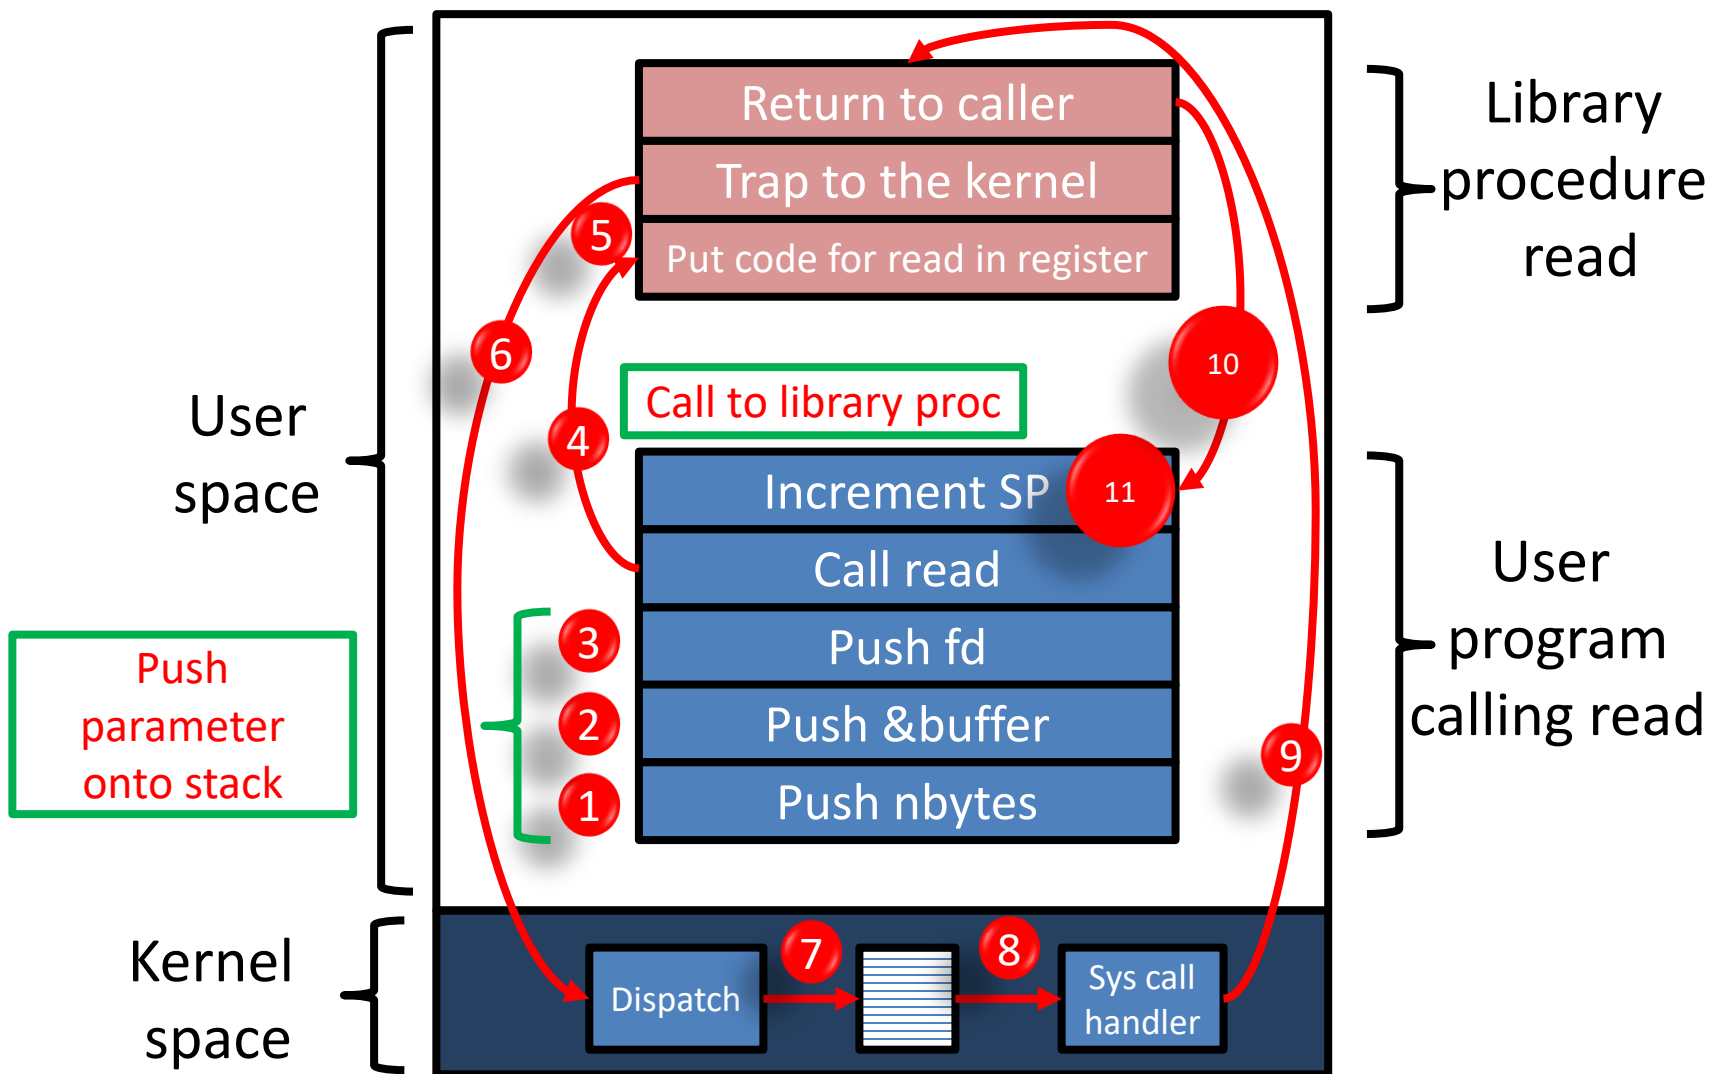 Return to caller
Trap to the kernel
5
Put code for read in register
Library
procedure
read
6
10
Call to library proc
4
User
space
Increment SP
11
Call read
3
Push fd
2
Push &buffer
1
Push nbytes
User
program
calling read
Push
parameter
onto stack
9
Kernel
space
Dispatch
7
8
Sys call
handler